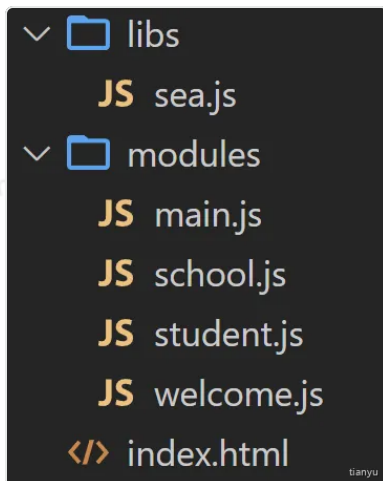 libs
JS sea.js
modules
JS main.js
JS school.js
JS student.js
JS welcome.js
</> index.html
tianyu